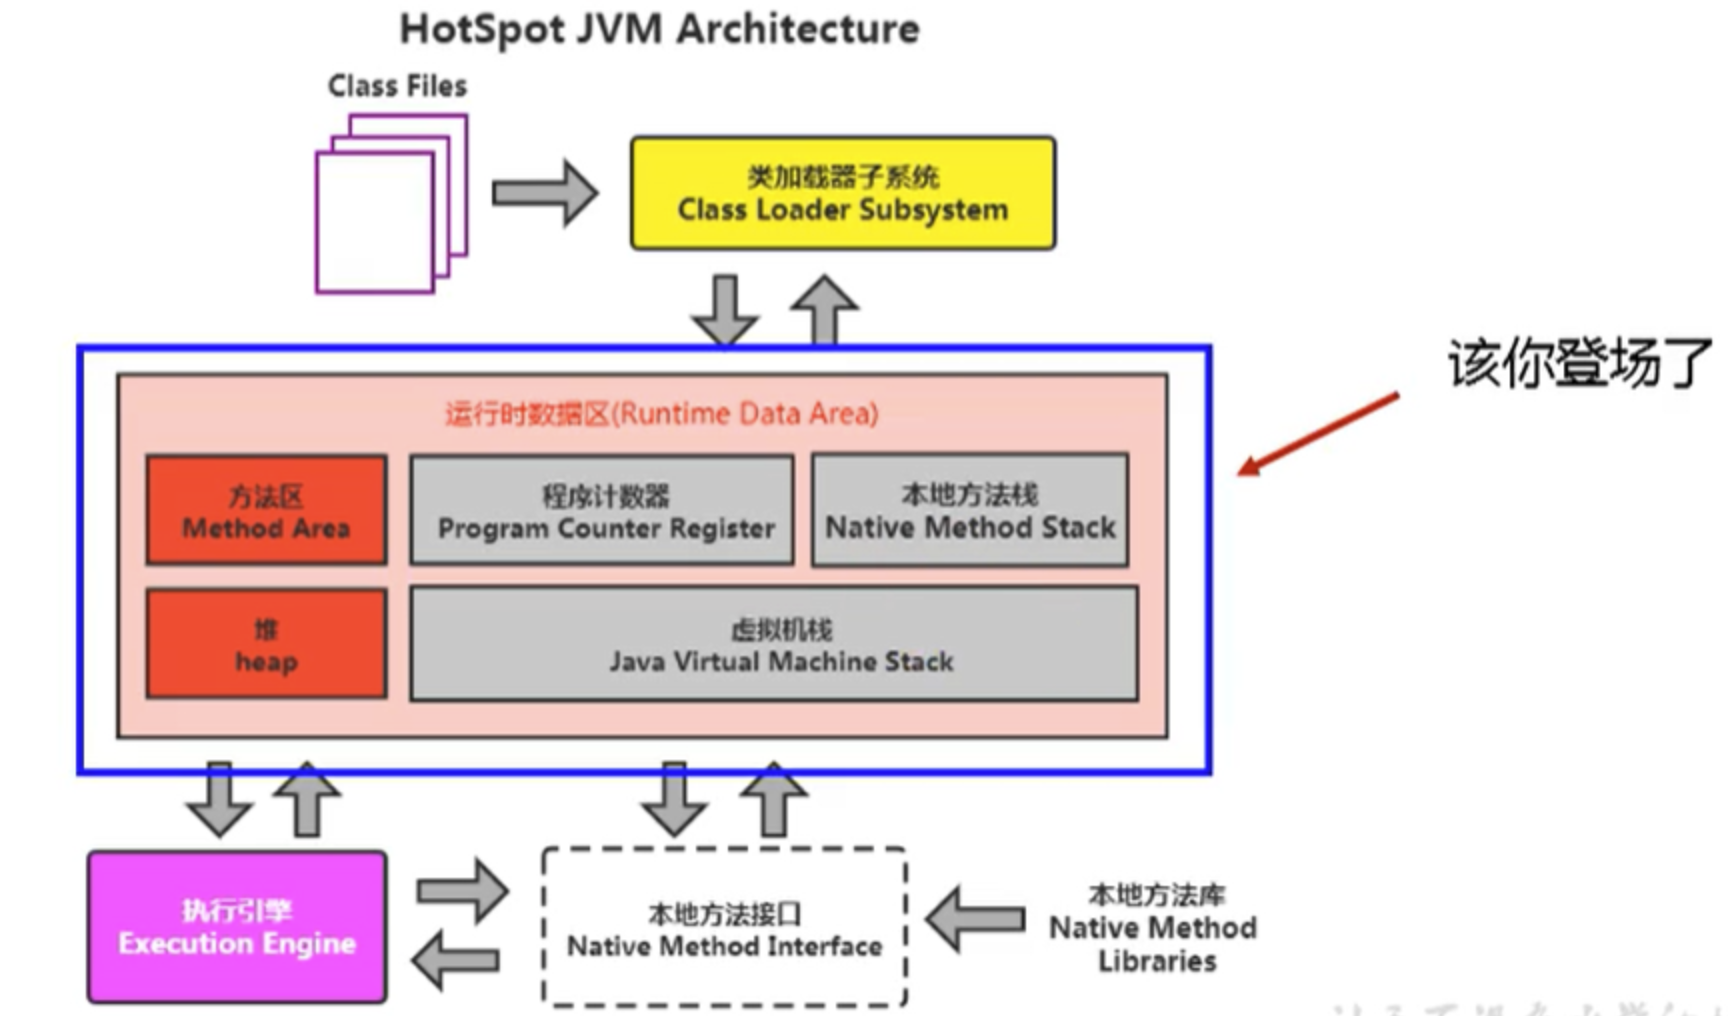 HotSpot JVM Architecture
Class Files
类加载器子系统
Class Loader Subsystem
该你登场了
运行时数据区(Runtime Data Area)
方法区
Method Area
程序计数器
Program Counter Register
本地方法栈
Native Method Stack
堆
heap
虚拟机栈
Java Virtual Machine Stack
执行引擎
Execution Engine
本地方法接口
Native Method Interface
本地方法库
Native Method
Libraries